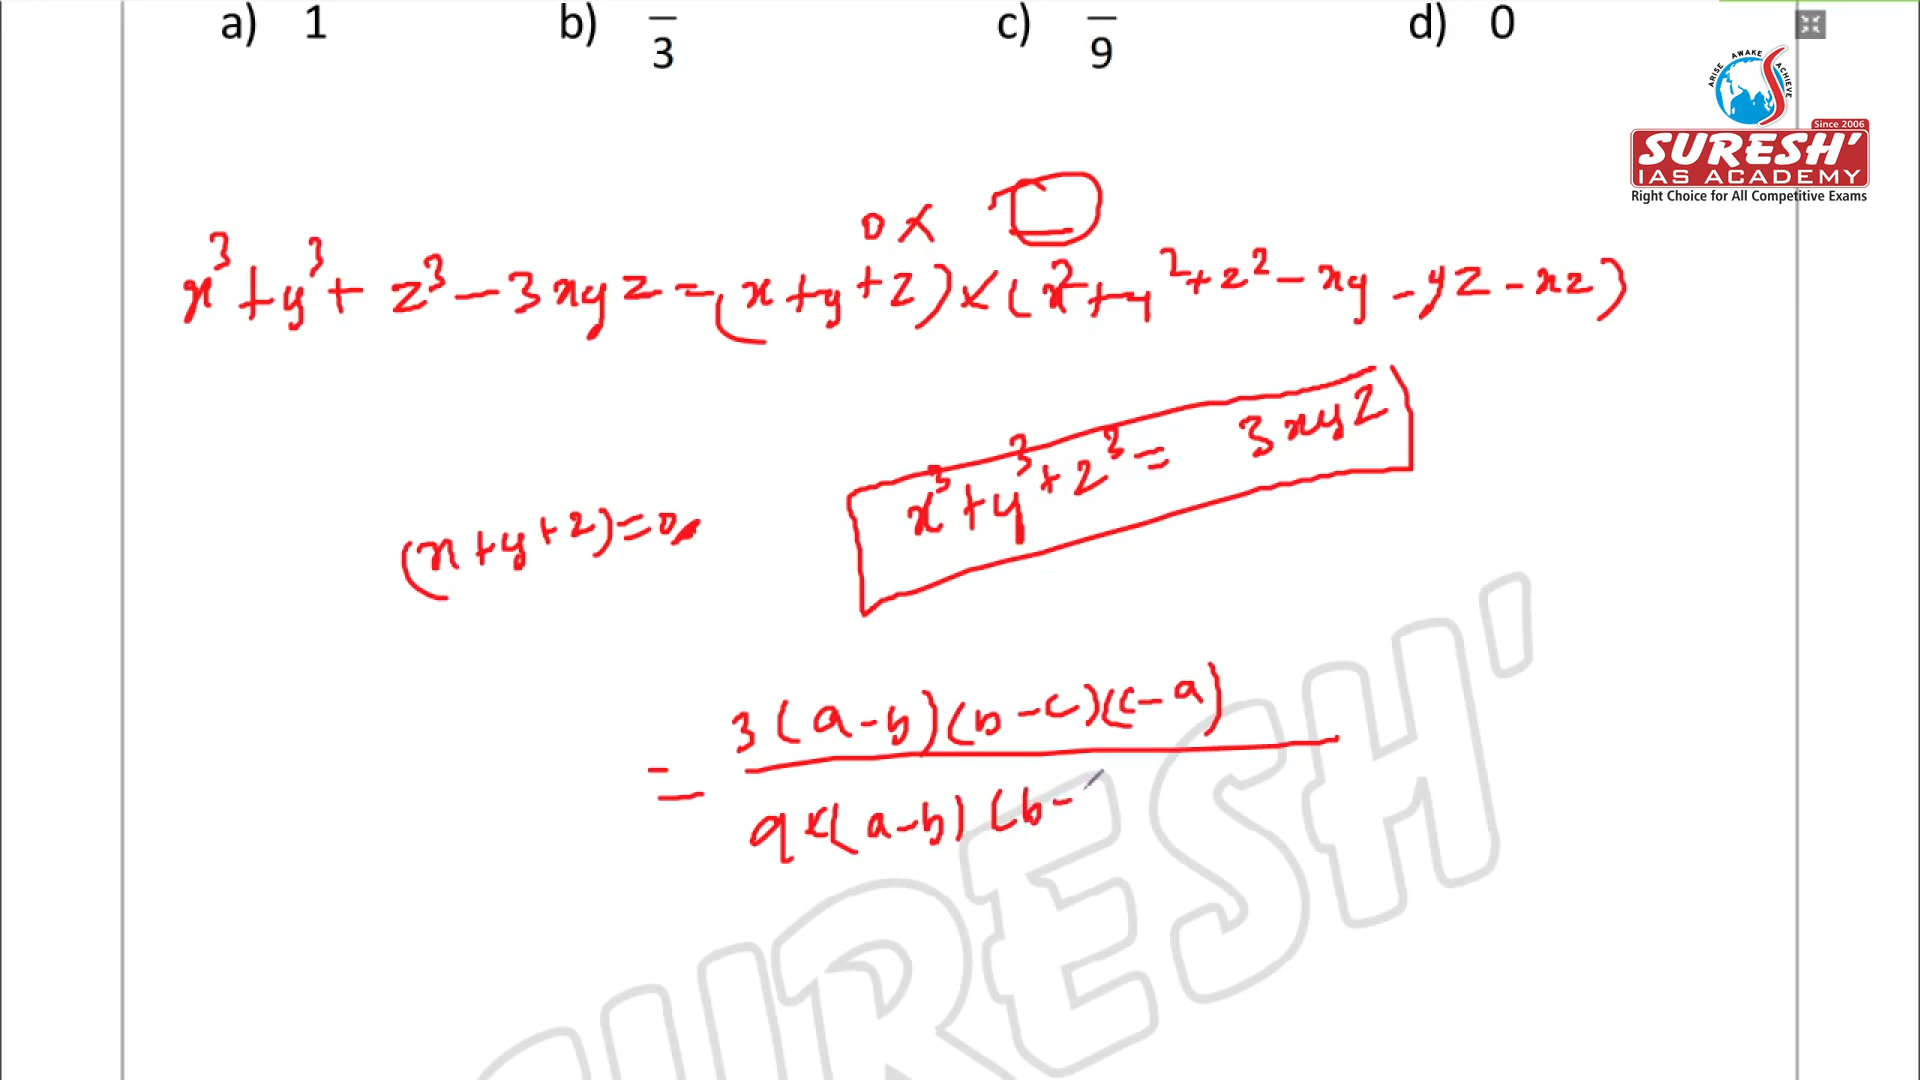 a) 1 b) — 3 c) — 9 d) 0
ARISE AWAKE ACHIEVE
Since 2006
SURESH'
IAS ACADEMY
Right Choice for All Competitive Exams
0 ×
x³ + y³ + z³ - 3xyz = (x + y + z) × (x² + y² + z² - xy - yz - xz)
x³ + y³ + z³ = 3xyz
(x + y + z) = 0
= 3(a-b)(b-c)(c-a)
9×(a-b)(b-
SURESH'